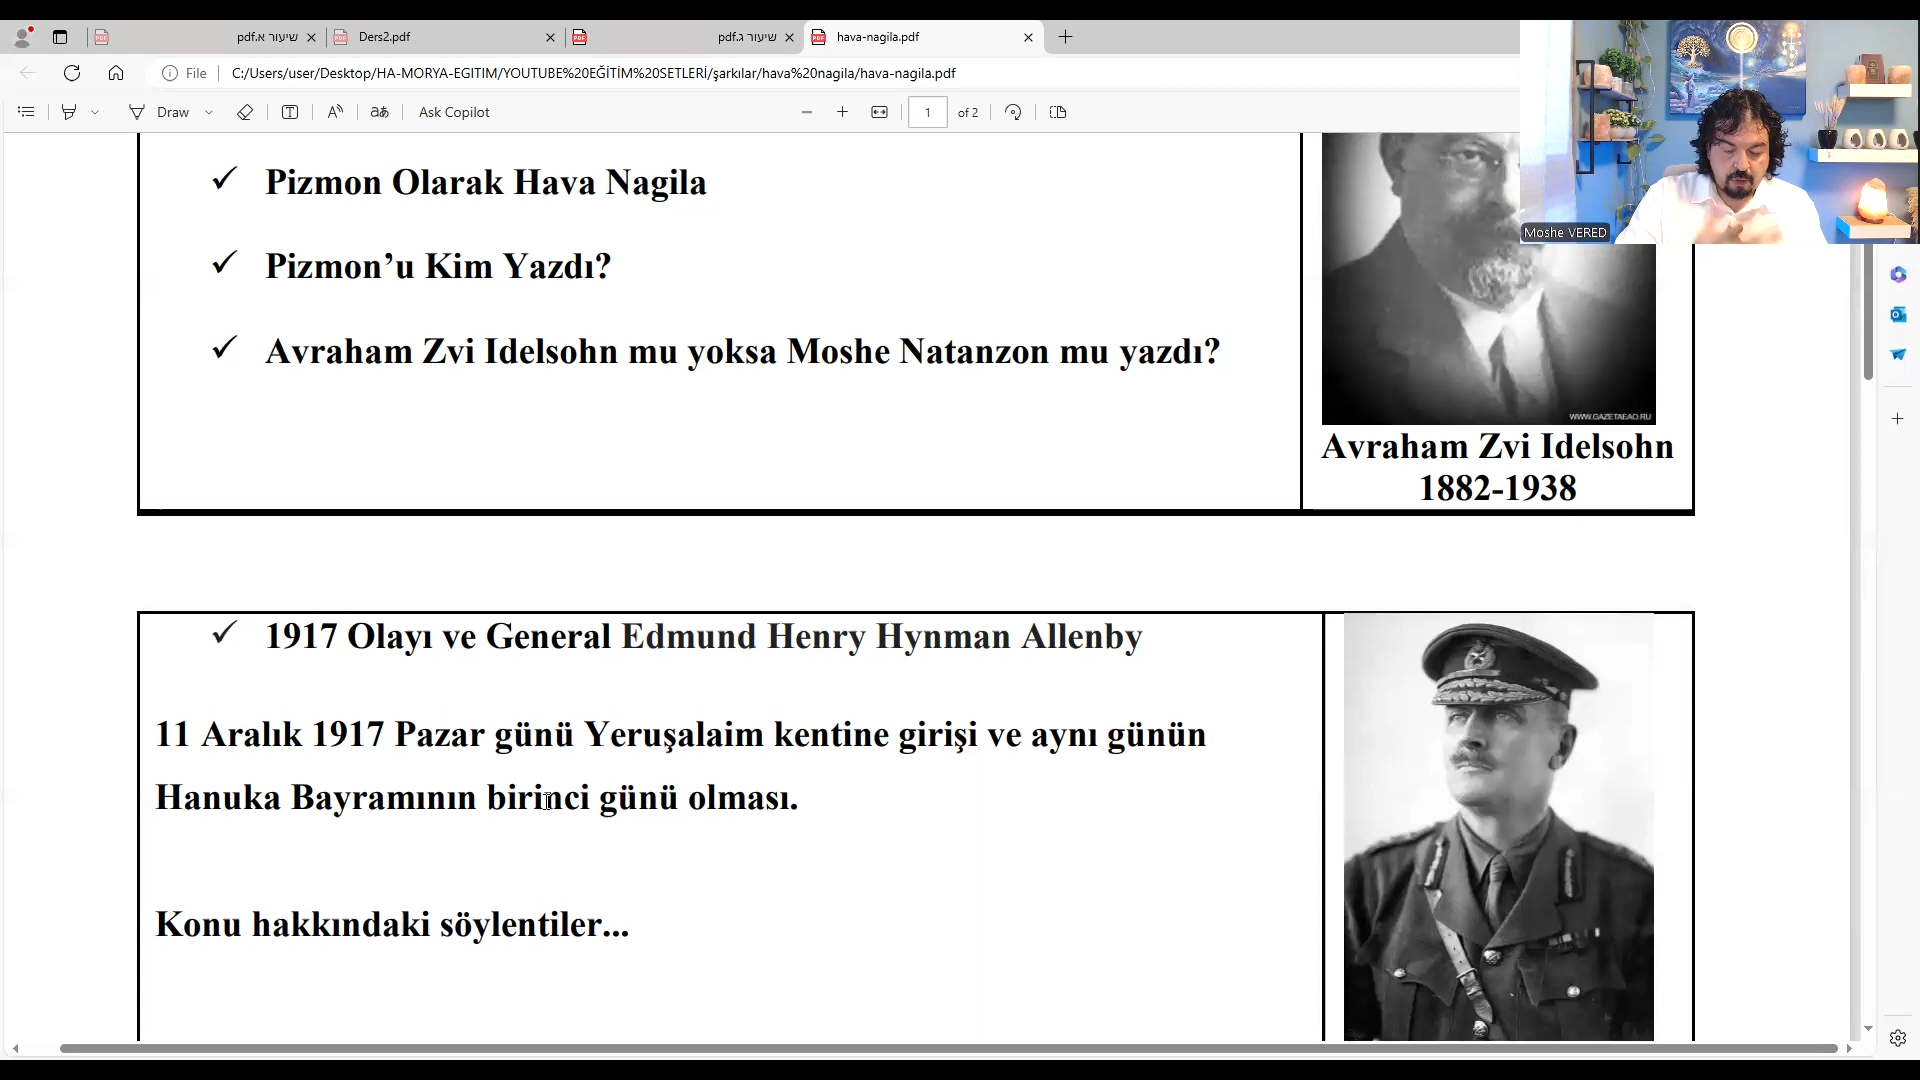 שיעור א.pdf
Ders2.pdf
שיעור ג.pdf
hava-nagila.pdf
File
C:/Users/user/Desktop/HA-MORYA-EGITIM/YOUTUBE%20EĞİTİM%20SETLERİ/şarkılar/hava%20nagila/hava-nagila.pdf
Draw
Ask Copilot
1 of 2
Moshe VERED
✓ Pizmon Olarak Hava Nagila
✓ Pizmon’u Kim Yazdı?
✓ Avraham Zvi Idelsohn mu yoksa Moshe Natanzon mu yazdı?
WWW.GAZETAEAO.RU
Avraham Zvi Idelsohn
1882-1938
✓ 1917 Olayı ve General Edmund Henry Hynman Allenby
11 Aralık 1917 Pazar günü Yeruşalaim kentine girişi ve aynı günün
Hanuka Bayramının birinci günü olması.
Konu hakkındaki söylentiler...